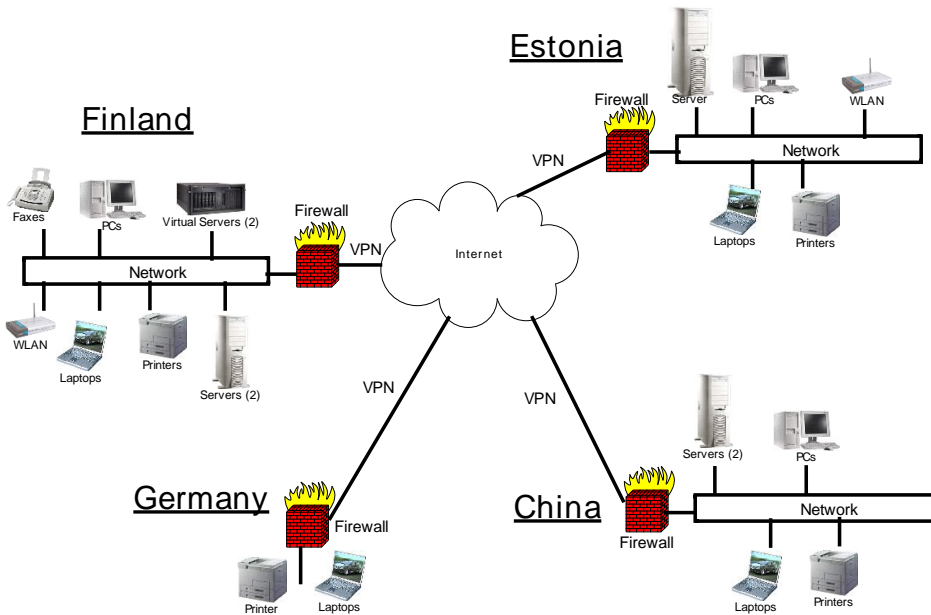 Estonia
Firewall
Server
PCs
WLAN
VPN
Network
Laptops
Printers
Finland
Faxes
PCs
Virtual Servers (2)
Firewall
VPN
Network
WLAN
Laptops
Printers
Servers (2)
Internet
VPN
VPN
Germany
Firewall
Printer
Laptops
China
Firewall
Servers (2)
PCs
Network
Laptops
Printers